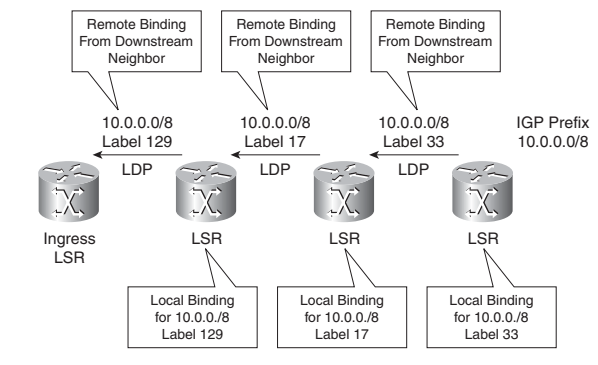 Remote Binding
From Downstream
Neighbor
Remote Binding
From Downstream
Neighbor
Remote Binding
From Downstream
Neighbor
10.0.0.0/8
Label 129
LDP
10.0.0.0/8
Label 17
LDP
10.0.0.0/8
Label 33
LDP
IGP Prefix
10.0.0.0/8
Ingress
LSR
LSR
LSR
LSR
Local Binding
for 10.0.0./8
Label 129
Local Binding
for 10.0.0./8
Label 17
Local Binding
for 10.0.0./8
Label 33